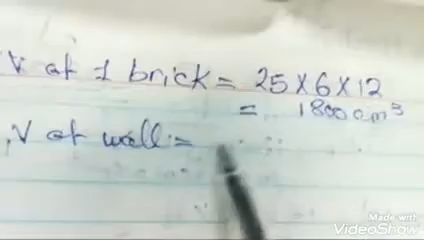 V of 1 brick = 25×6×12
= 1800 cm³
V of wall =
Made with
VideoShow